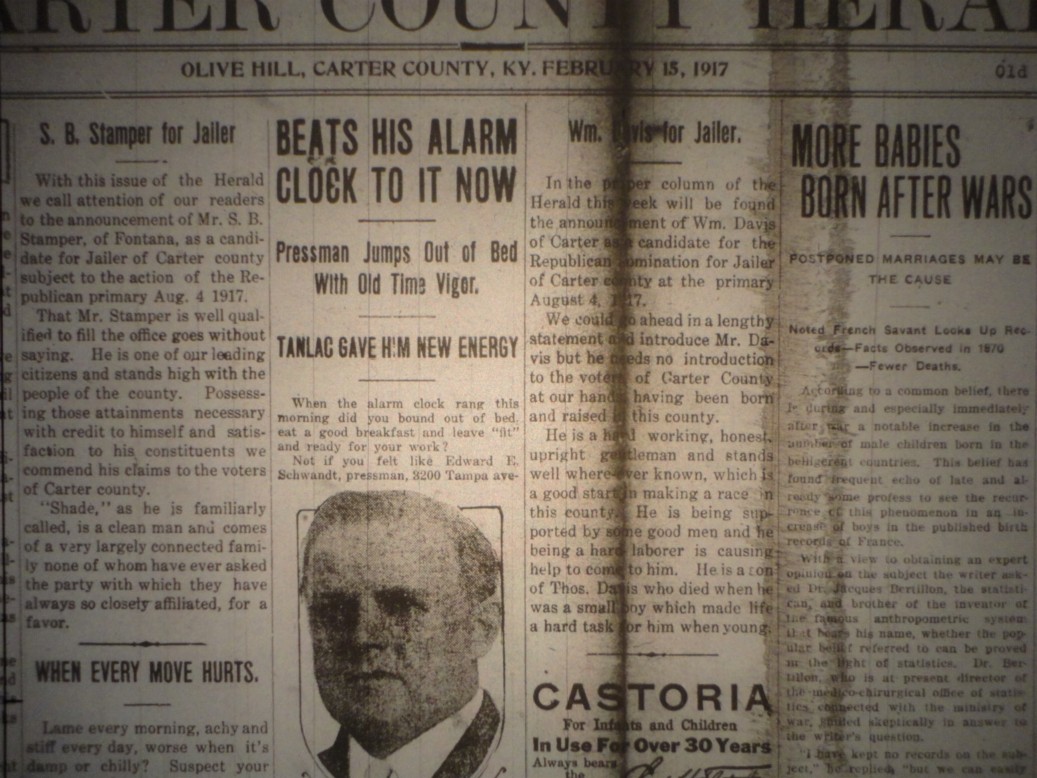 ARTER COUNTY HERAL
OLIVE HILL, CARTER COUNTY, KY. FEBRUARY 15, 1917
Old
S. B. Stamper for Jailer
With this issue of the Herald
we call attention of our readers
to the announcement of Mr. S. B.
Stamper, of Fontana, as a candi-
date for Jailer of Carter county
subject to the action of the Re-
publican primary Aug. 4 1917.
That Mr. Stamper is well qual-
ified to fill the office goes without
saying. He is one of our leading
citizens and stands high with the
people of the county. Possess-
ing those attainments necessary
with credit to himself and satis-
faction to his constituents we
commend his claims to the voters
of Carter county.
"Shade," as he is familiarly
called, is a clean man and comes
of a very largely connected fami-
ly none of whom have ever asked
the party with which they have
always so closely affiliated, for a
favor.
WHEN EVERY MOVE HURTS.
Lame every morning, achy and
stiff every day, worse when it's
damp or chilly? Suspect your
BEATS HIS ALARM
CLOCK TO IT NOW
Pressman Jumps Out of Bed
With Old Time Vigor.
TANLAC GAVE HIM NEW ENERGY
When the alarm clock rang this
morning did you bound out of bed,
eat a good breakfast and leave "fit"
and ready for your work?
Not if you felt like Edward E.
Schwandt, pressman, 3200 Tampa ave-
Wm. Davis for Jailer.
In the proper column of the
Herald this week will be found
the announcement of Wm. Davis
of Carter as a candidate for the
Republican nomination for Jailer
of Carter county at the primary
August 4, 1917.
We could go ahead in a lengthy
statement and introduce Mr. Da-
vis but he needs no introduction
to the voters of Carter County
at our hands having been born
and raised in this county.
He is a hard working, honest,
upright gentleman and stands
well where-ever known, which is
a good start in making a race in
this county. He is being sup-
ported by some good men and he
being a hard laborer is causing
help to come to him. He is a son
of Thos. Davis who died when he
was a small boy which made life
a hard task for him when young.
CASTORIA
For Infants and Children
In Use For Over 30 Years
Always bears
the
MORE BABIES
BORN AFTER WARS
POSTPONED MARRIAGES MAY BE
THE CAUSE
Noted French Savant Looks Up Rec-
ords—Facts Observed in 1870
—Fewer Deaths.
According to a common belief, there
is during and especially immediately
after war a notable increase in the
number of male children born in the
belligerent countries. This belief has
found frequent echo of late and al-
ready some profess to see the recur-
rence of this phenomenon in an in-
crease of boys in the published birth
records of France.
With a view to obtaining an expert
opinion on the subject the writer ask-
ed Dr. Jacques Bertillon, the statisti-
can, and brother of the inventor of
the famous anthropometric system
that bears his name, whether the pop-
ular belief referred to can be proved
in the light of statistics. Dr. Ber-
tillon, who is at present director of
the medico-chirurgical office of statis-
tics connected with the ministry of
war, smiled skeptically in answer to
the writer's question.
"I have kept no records on the sub-
ject," he replied, "but we can easily